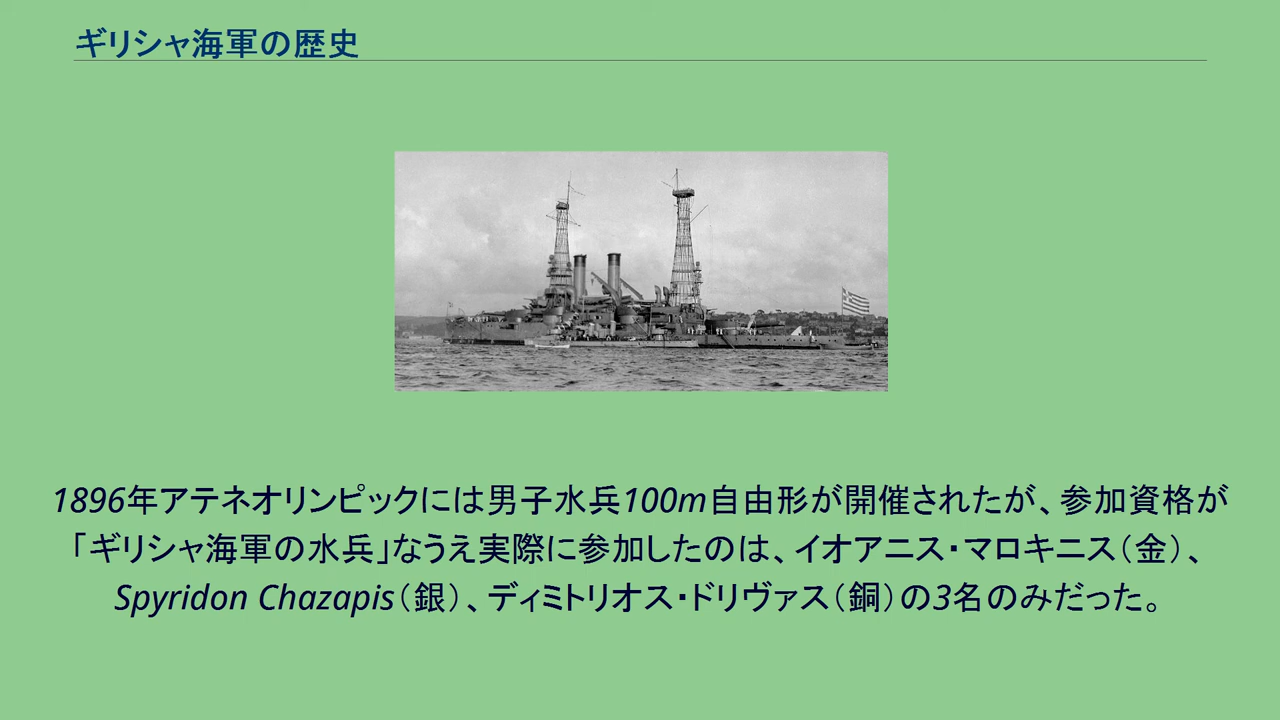 ギリシャ海軍の歴史
1896年アテネオリンピックには男子水兵100m自由形が開催されたが、参加資格が
「ギリシャ海軍の水兵」なうえ実際に参加したのは、イオアニス・マロキニス（金）、
Spyridon Chazapis（銀）、ディミトリオス・ドリヴァス（銅）の3名のみだった。